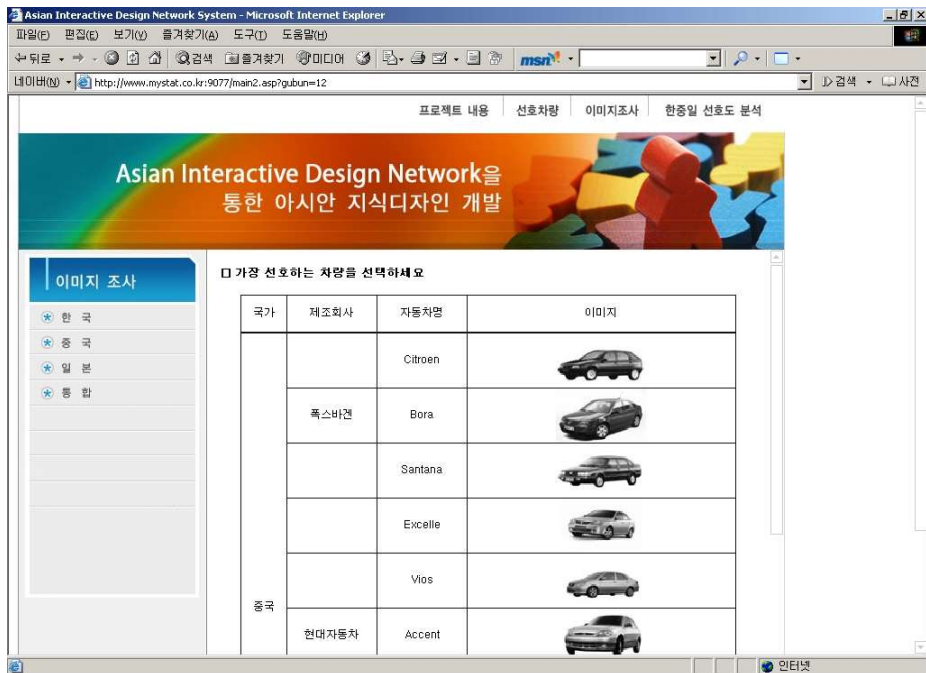 Asian Interactive Design Network System - Microsoft Internet Explorer
파일(F) 편집(E) 보기(V) 즐겨찾기(A) 도구(T) 도움말(H)
뒤로 검색 즐겨찾기 미디어 msn
네이버(N) http://www.mystat.co.kr:9077/main2.asp?gubun=12 검색 사전
프로젝트 내용 선호차량 이미지조사 한중일 선호도 분석
Asian Interactive Design Network을
통한 아시안 지식디자인 개발
이미지 조사
한 국
중 국
일 본
통 합
□ 가장 선호하는 차량을 선택하세요
국가 제조회사 자동차명 이미지
Citroen
폭스바겐 Bora
Santana
Excelle
Vios
중국
현대자동차 Accent
인터넷